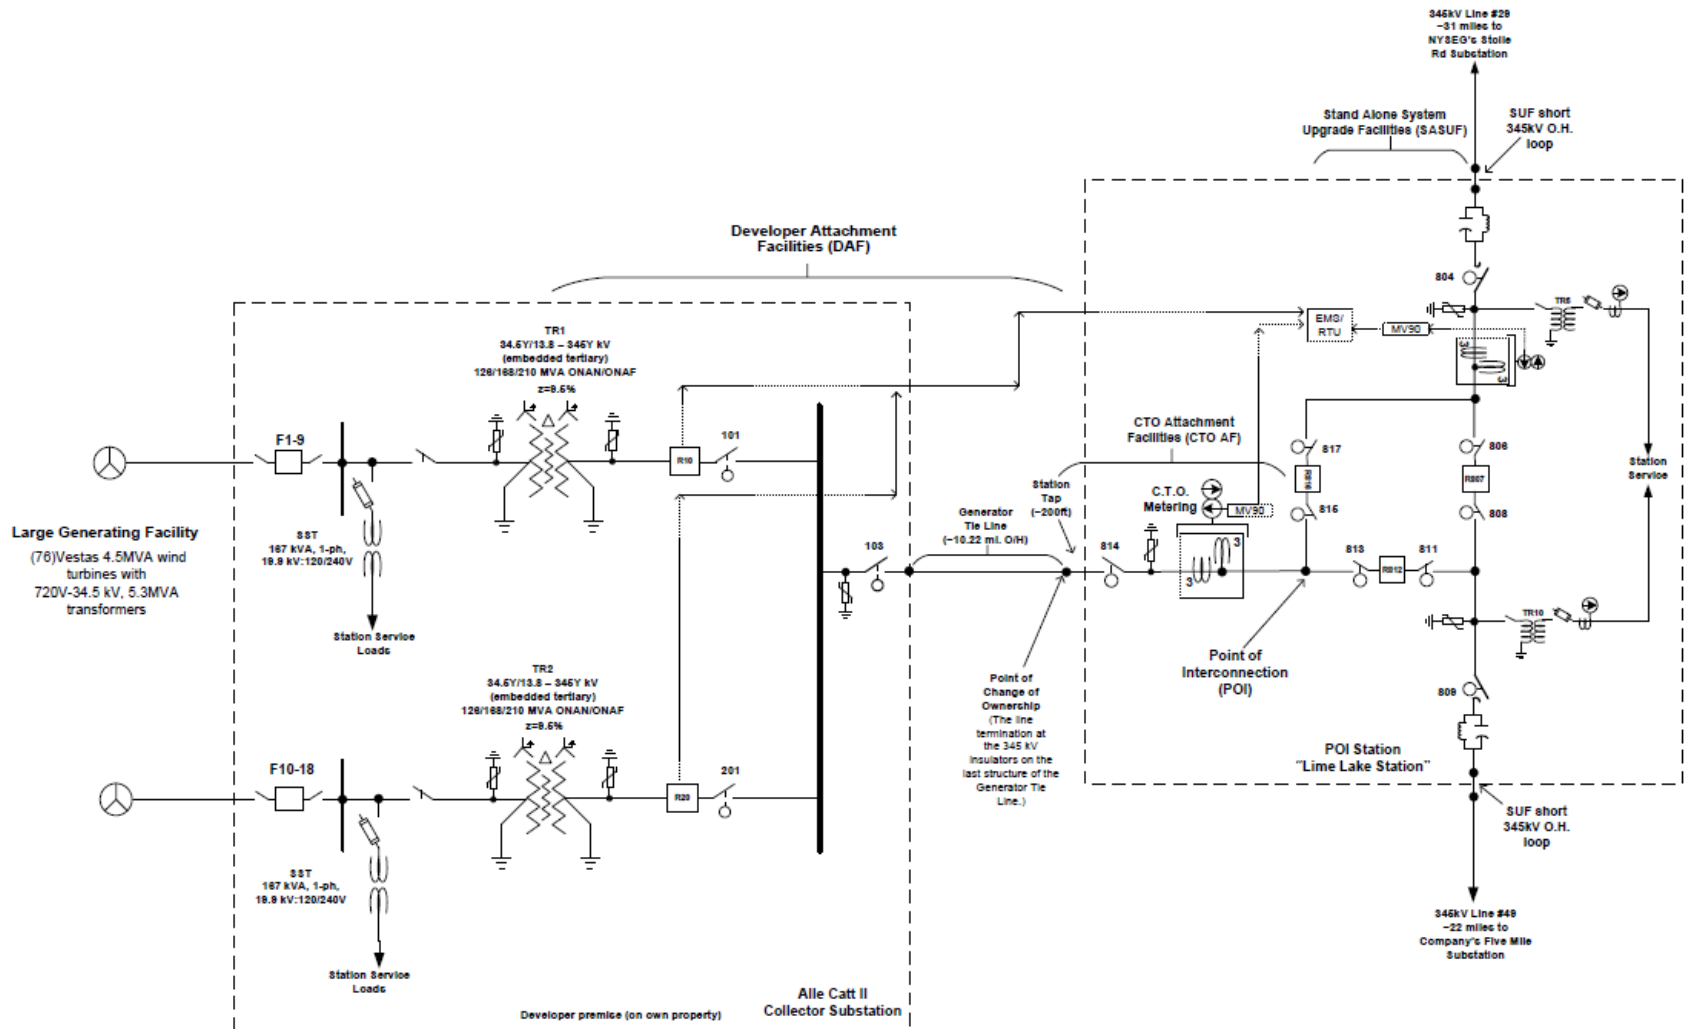 345kV Line #29
~31 miles to
NYSEG's Stolle
Rd Substation
Stand Alone System
Upgrade Facilities (SASUF)
SUF short
345kV O.H.
loop
Developer Attachment
Facilities (DAF)
804
TR5
EMS/
RTU
MV90
3
3
TR1
34.5Y/13.8 – 345Y kV
(embedded tertiary)
126/168/210 MVA ONAN/ONAF
z=9.5%
CTO Attachment
Facilities (CTO AF)
817
806
F1-9
R10
101
R816
R807
Station
Service
Station
Tap
(~200ft)
C.T.O.
Metering
MV90
815
808
Large Generating Facility
(76)Vestas 4.5MVA wind
turbines with
720V-34.5 kV, 5.3MVA
transformers
SST
167 kVA, 1-ph,
19.9 kV:120/240V
Generator
Tie Line
(~10.22 mi. O/H)
103
814
3
3
813
R812
811
Station Service
Loads
TR10
Point of
Interconnection
(POI)
TR2
34.5Y/13.8 – 345Y kV
(embedded tertiary)
126/168/210 MVA ONAN/ONAF
z=9.5%
Point of
Change of
Ownership
(The line
termination at
the 345 kV
insulators on the
last structure of the
Generator Tie
Line.)
809
POI Station
"Lime Lake Station"
F10-18
R20
201
SUF short
345kV O.H.
loop
SST
167 kVA, 1-ph,
19.9 kV:120/240V
345kV Line #49
~22 miles to
Company's Five Mile
Substation
Station Service
Loads
Alle Catt II
Collector Substation
Developer premise (on own property)